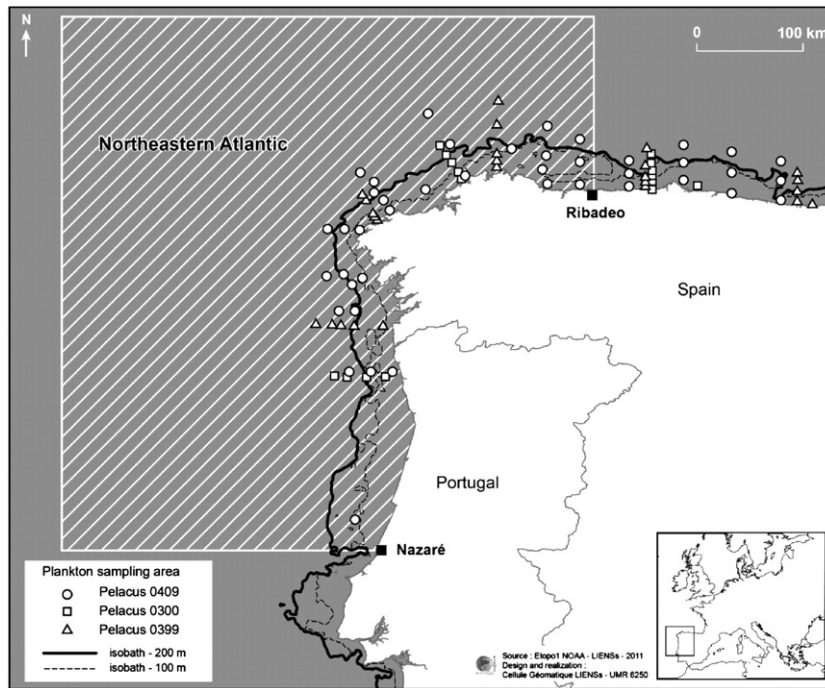 N
0 100 km
Northeastern Atlantic
Ribadeo
Spain
Portugal
Nazaré
Plankton sampling area
Pelacus 0409
Pelacus 0300
Pelacus 0399
isobath - 200 m
isobath - 100 m
Source : Etopo1 NOAA - LIENSs - 2011
Design and realization :
Cellule Géomatique LIENSs - UMR 6250